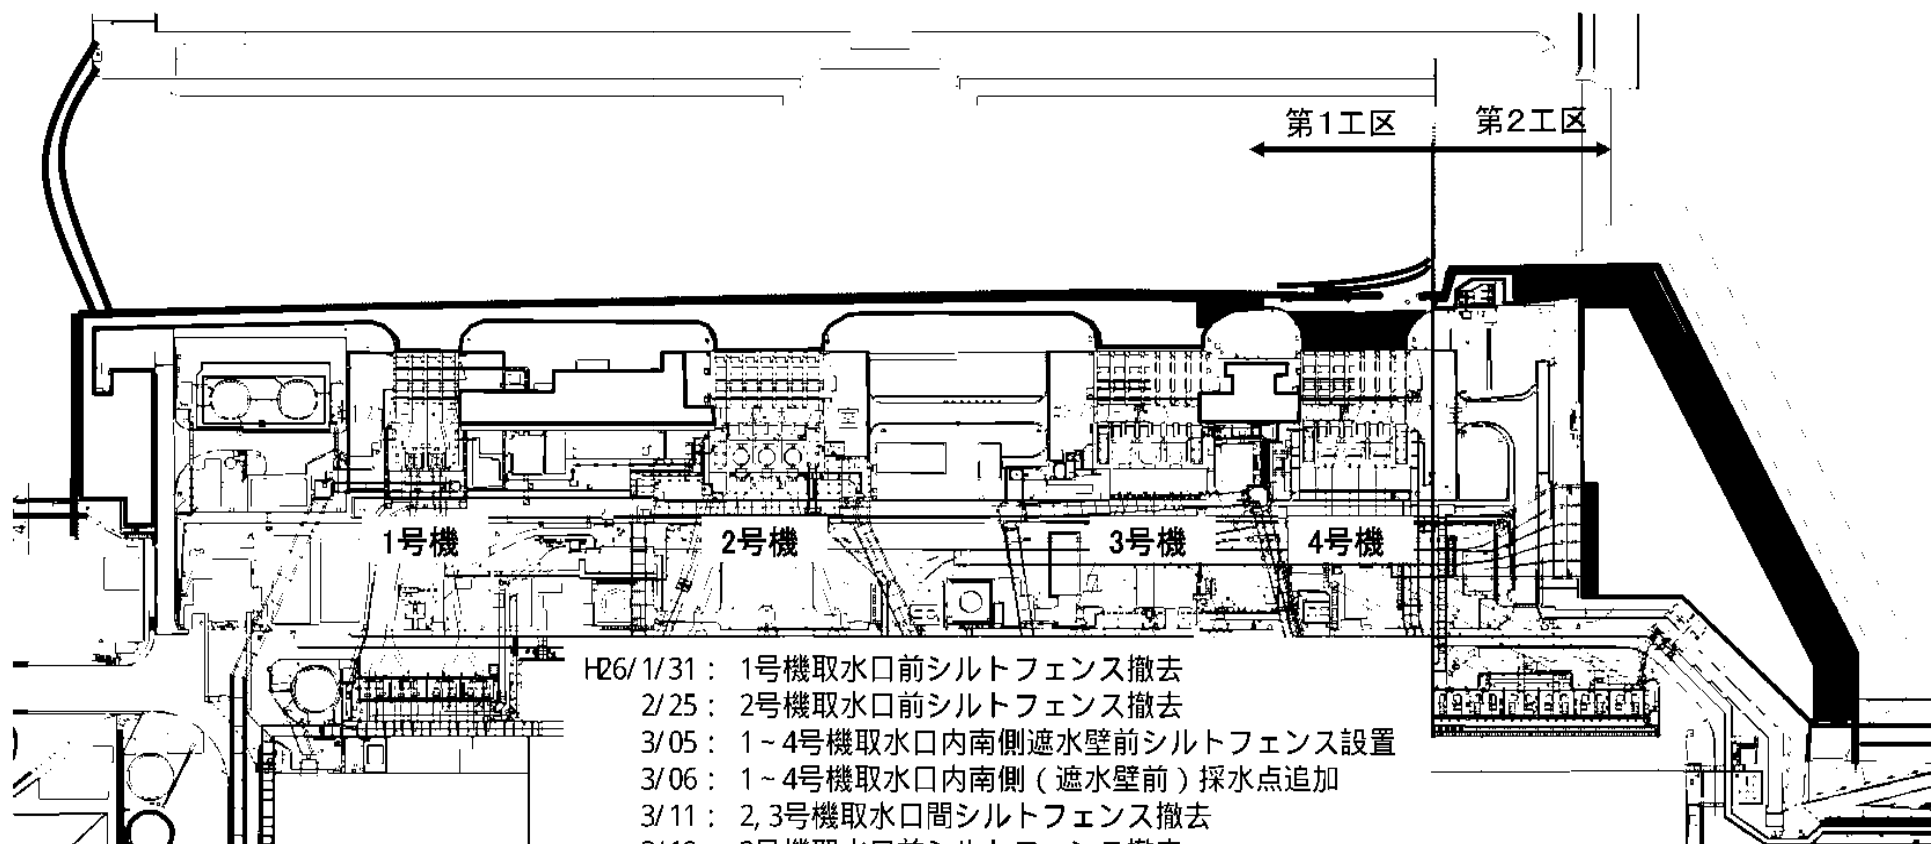 第1工区
第2工区
1号機
2号機
3号機
4号機
H26/1/31： 1号機取水口前シルトフェンス撤去
2/25： 2号機取水口前シルトフェンス撤去
3/05： 1~4号機取水口内南側遮水壁前シルトフェンス設置
3/06： 1~4号機取水口内南側（遮水壁前）採水点追加
3/11： 2,3号機取水口間シルトフェンス撤去